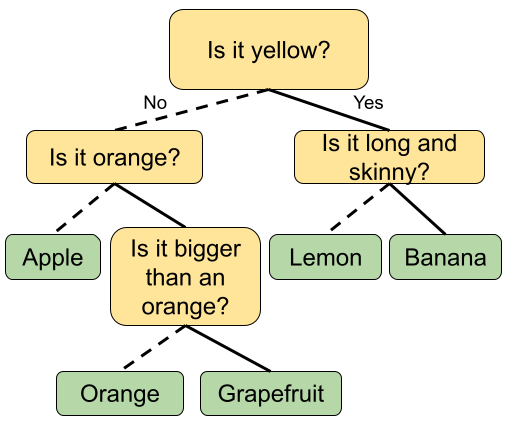 Is it yellow?
No
Yes
Is it orange?
Is it long and
skinny?
Apple
Is it bigger
than an
orange?
Lemon
Banana
Orange
Grapefruit